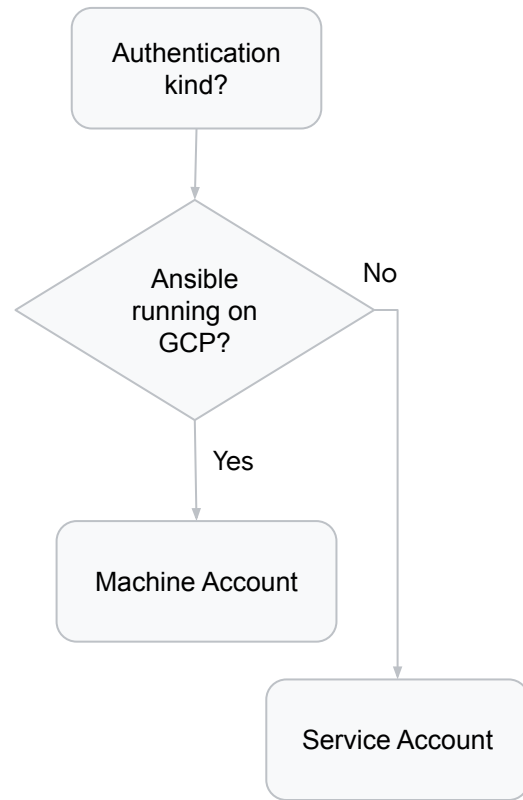 Authentication
kind?
Ansible
running on
GCP?
No
Yes
Machine Account
Service Account